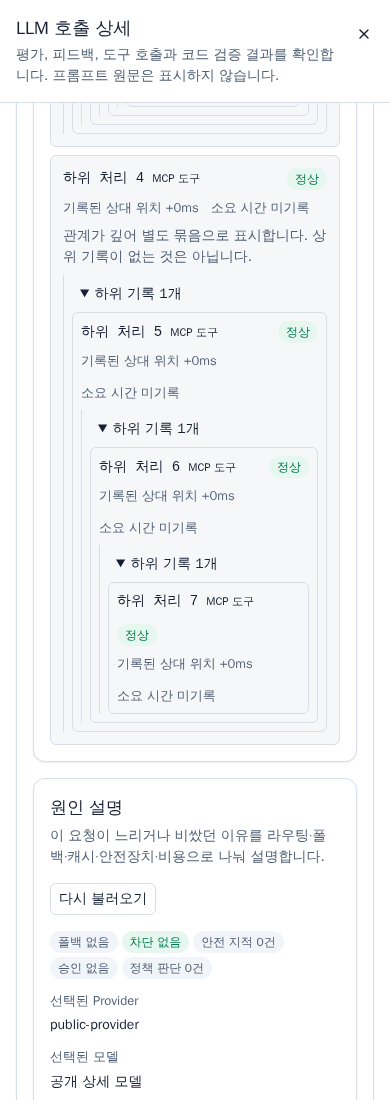 LLM 호출 상세
평가, 피드백, 도구 호출과 코드 검증 결과를 확인합
니다. 프롬프트 원문은 표시하지 않습니다.
하위 처리 4 MCP 도구 정상
기록된 상대 위치 +0ms 소요 시간 미기록
관계가 깊어 별도 묶음으로 표시합니다. 상
위 기록이 없는 것은 아닙니다.
▼ 하위 기록 1개
하위 처리 5 MCP 도구 정상
기록된 상대 위치 +0ms
소요 시간 미기록
▼ 하위 기록 1개
하위 처리 6 MCP 도구 정상
기록된 상대 위치 +0ms
소요 시간 미기록
▼ 하위 기록 1개
하위 처리 7 MCP 도구
정상
기록된 상대 위치 +0ms
소요 시간 미기록
원인 설명
이 요청이 느리거나 비쌌던 이유를 라우팅·폴
백·캐시·안전장치·비용으로 나눠 설명합니다.
다시 불러오기
폴백 없음 차단 없음 안전 지적 0건
승인 없음 정책 판단 0건
선택된 Provider
public-provider
선택된 모델
공개 상세 모델